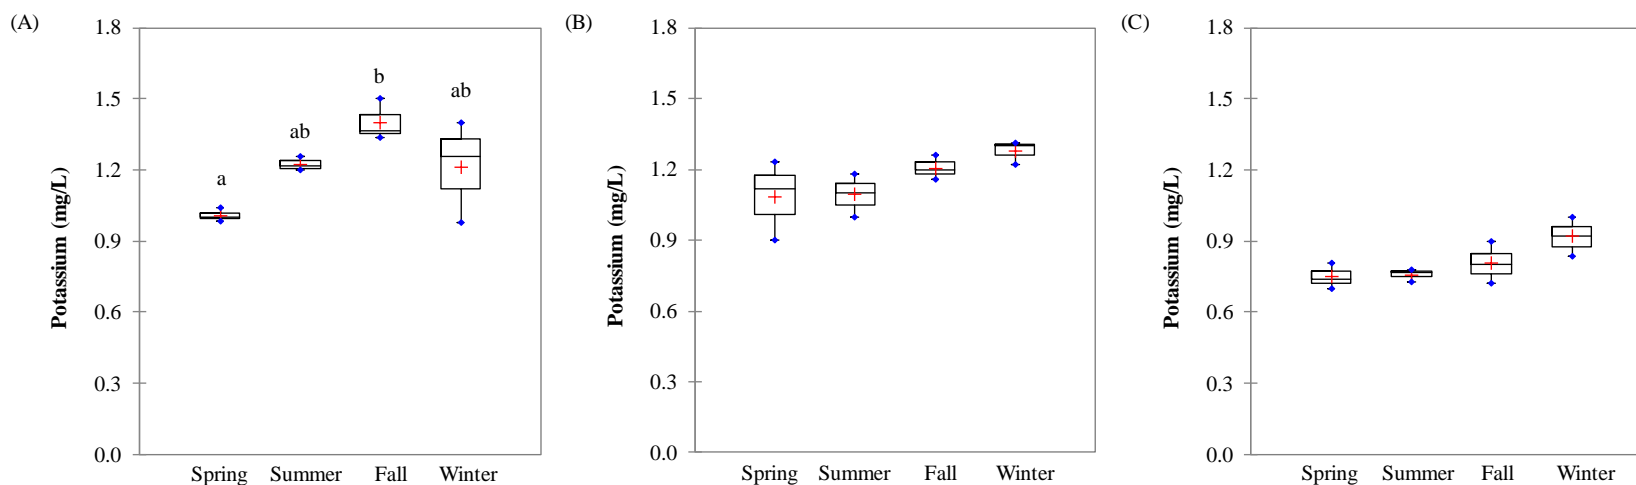 (A)
Potassium (mg/L)
1.8
1.5
1.2
0.9
0.6
0.3
0.0
a
ab
b
ab
Spring Summer Fall Winter
(B)
Potassium (mg/L)
1.8
1.5
1.2
0.9
0.6
0.3
0.0
Spring Summer Fall Winter
(C)
Potassium (mg/L)
1.8
1.5
1.2
0.9
0.6
0.3
0.0
Spring Summer Fall Winter